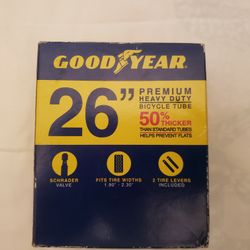 GOODYEAR
26"
PREMIUM
HEAVY DUTY
BICYCLE TUBE
50%
THICKER
THAN STANDARD TUBES
HELPS PREVENT FLATS
SCHRADER
VALVE
FITS TIRE WIDTHS
1.90" - 2.30"
2 TIRE LEVERS
INCLUDED